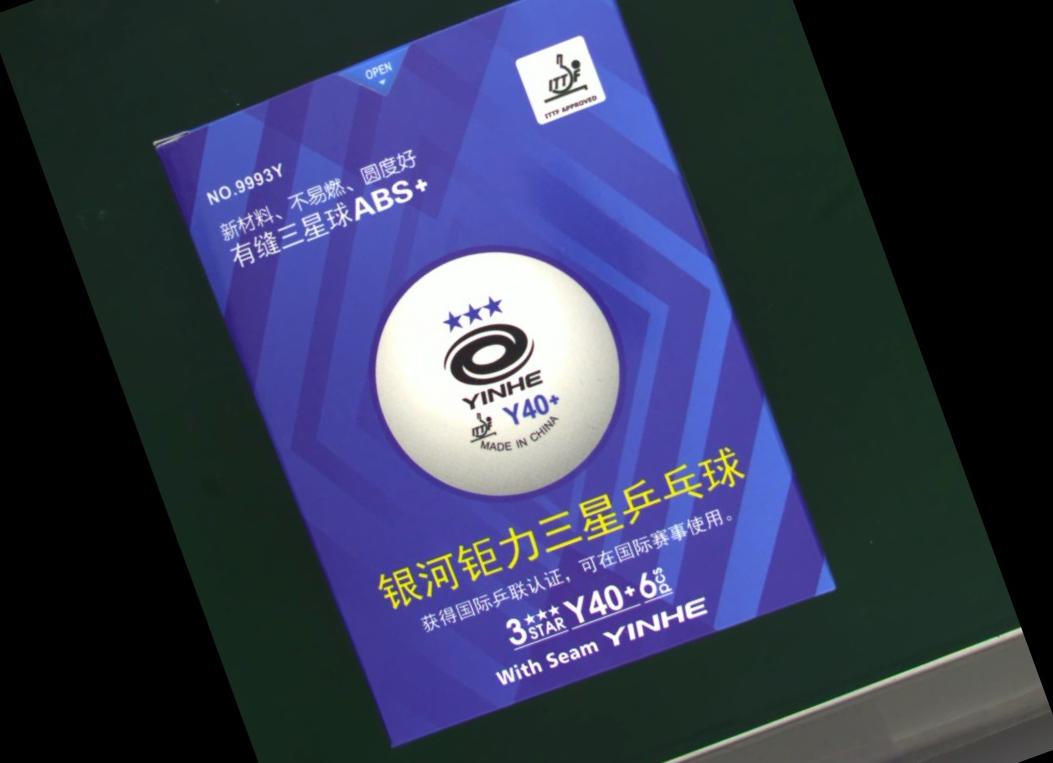 OPEN
ITTF
ITTF APPROVED
NO.9993Y
新材料、不易燃、圆度好
有缝三星球ABS+
YINHE
ITTF Y40+
MADE IN CHINA
银河钜力三星乒乓球
获得国际乒联认证，可在国际赛事使用。
3 STAR Y40+ 6 PCS
With Seam YINHE